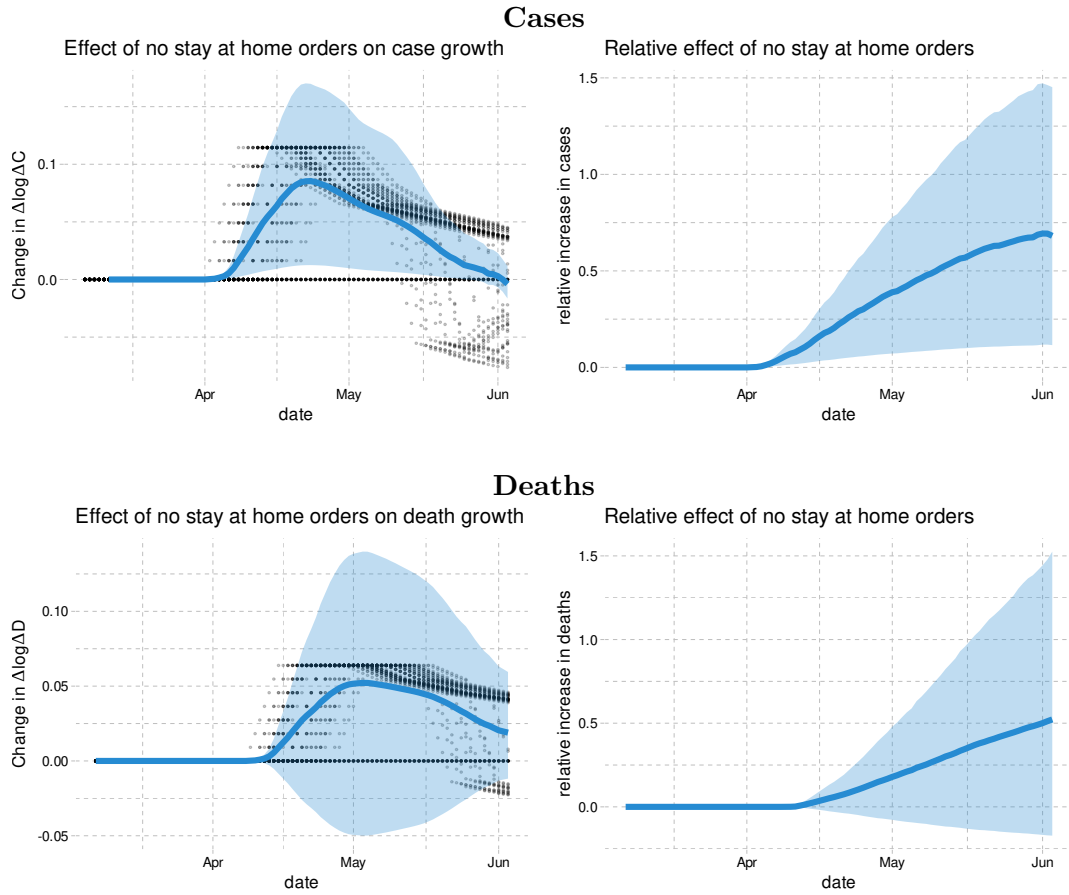 Cases
Effect of no stay at home orders on case growth
Change in ΔlogΔC
0.1
0.0
Apr
May
Jun
date
Relative effect of no stay at home orders
relative increase in cases
1.5
1.0
0.5
0.0
Apr
May
Jun
date
Deaths
Effect of no stay at home orders on death growth
Change in ΔlogΔD
0.10
0.05
0.00
-0.05
Apr
May
Jun
date
Relative effect of no stay at home orders
relative increase in deaths
1.5
1.0
0.5
0.0
Apr
May
Jun
date